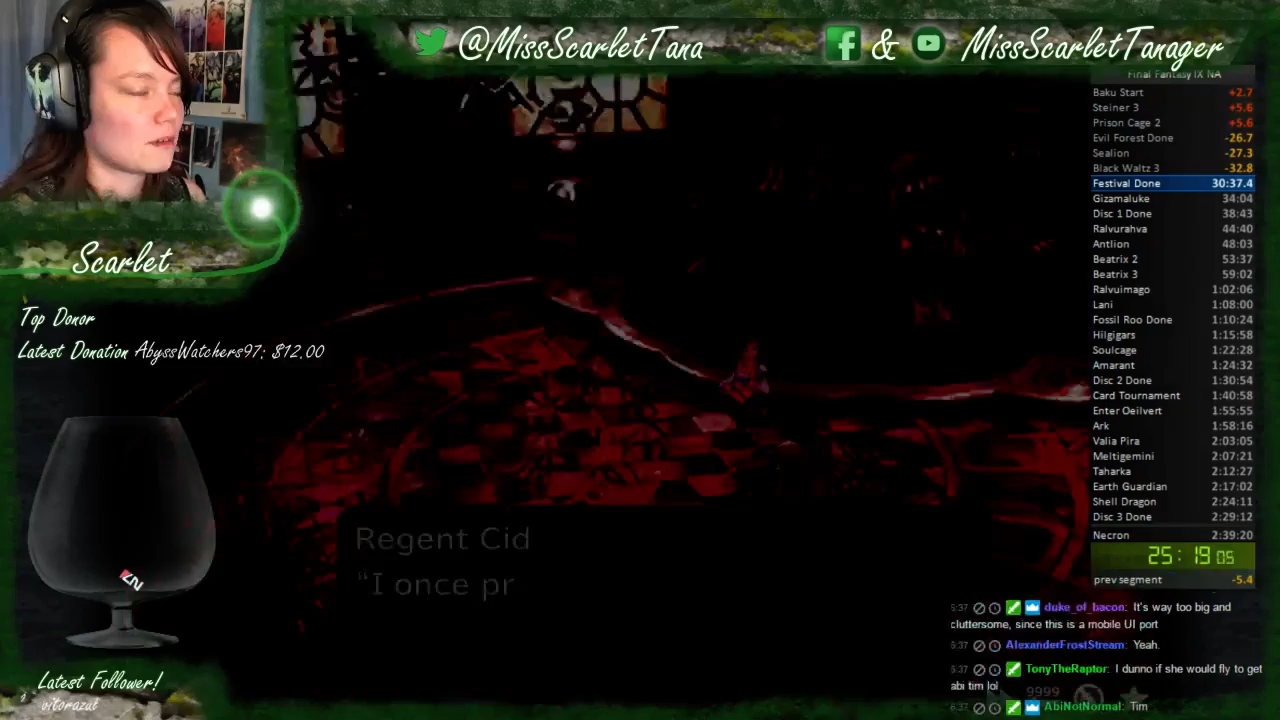 @MissScarletTana
& MissScarletTanager
Final Fantasy IX NA
Baku Start +2.7
Steiner 3 +5.6
Prison Cage 2 +5.6
Evil Forest Done -26.7
Sealion -27.3
Black Waltz 3 -32.8
Festival Done 30:37.4
Gizamaluke 34:04
Disc 1 Done 38:43
Ralvurahva 44:40
Antlion 48:03
Beatrix 2 53:37
Beatrix 3 59:02
Ralvuimago 1:02:06
Lani 1:08:00
Fossil Roo Done 1:10:24
Hilgigars 1:15:58
Soulcage 1:22:28
Amarant 1:24:32
Disc 2 Done 1:30:54
Card Tournament 1:40:58
Enter Oeilvert 1:55:55
Ark 1:58:16
Valia Pira 2:03:05
Meltigemini 2:07:21
Taharka 2:12:27
Earth Guardian 2:17:02
Shell Dragon 2:24:11
Disc 3 Done 2:29:12
Necron 2:39:20
25:19 05
prev segment -5.4
Scarlet
Top Donor
Latest Donation AbyssWatchers97: $12.00
Regent Cid
"I once pr
Latest Follower!
vitorazut
6:37 duke_of_bacon: It's way too big and
cluttersome, since this is a mobile UI port
6:37 AlexanderFrostStream: Yeah.
6:37 TonyTheRaptor: I dunno if she would fly to get
abi tim lol
9999
6:37 AbiNotNormal: Tim